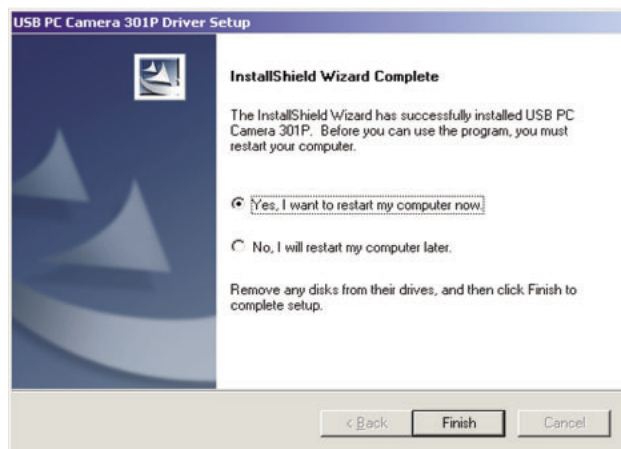 USB PC Camera 301P Driver Setup
InstallShield Wizard Complete
The InstallShield Wizard has successfully installed USB PC
Camera 301P. Before you can use the program, you must
restart your computer.
Yes, I want to restart my computer now.
No, I will restart my computer later.
Remove any disks from their drives, and then click Finish to
complete setup.
< Back
Finish
Cancel